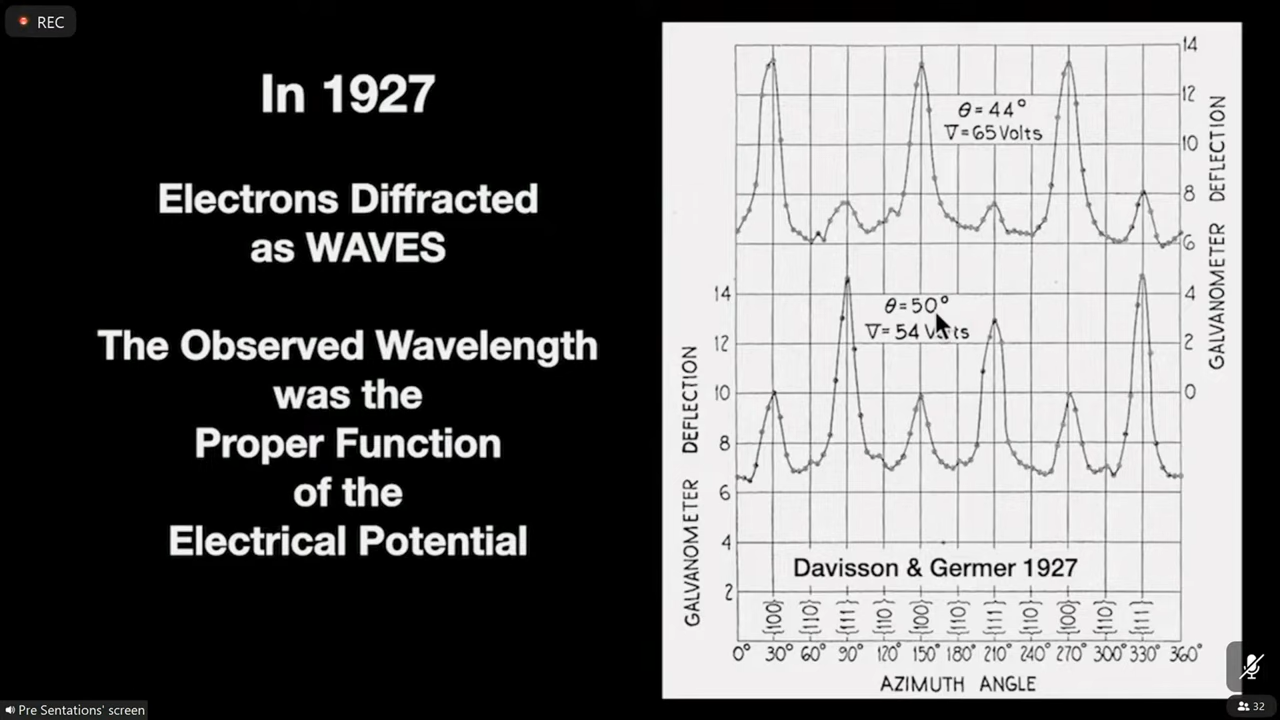 REC
In 1927
Electrons Diffracted
as WAVES
The Observed Wavelength
was the
Proper Function
of the
Electrical Potential
14
12
10
8
6
4
2
0
GALVANOMETER DEFLECTION
θ = 44°
V = 65 Volts
14
12
10
8
6
4
2
GALVANOMETER DEFLECTION
θ = 50°
Davisson & Germer 1927
{100} {110} {111} {110} {100} {110} {111} {110} {100} {110} {111}
0° 30° 60° 90° 120° 150° 180° 210° 240° 270° 300° 330° 360°
AZIMUTH ANGLE
Pre Sentations' screen
32